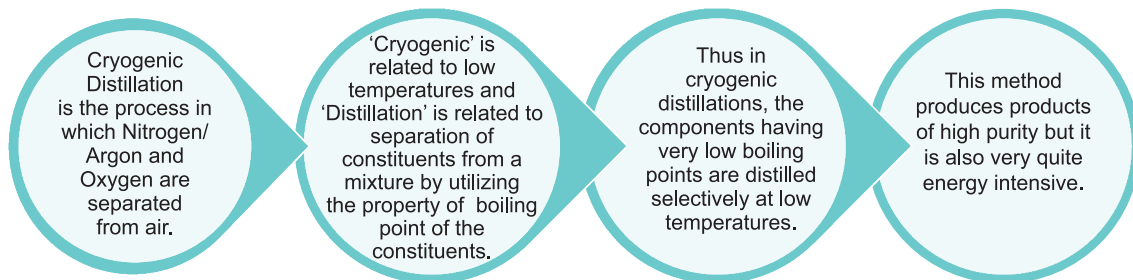 Cryogenic
Distillation
is the process in
which Nitrogen/
Argon and
Oxygen are
separated
from air.
‘Cryogenic’ is
related to low
temperatures and
‘Distillation’ is related to
separation of
constituents from a
mixture by utilizing
the property of boiling
point of the
constituents.
Thus in
cryogenic
distillations, the
components having
very low boiling
points are distilled
selectively at low
temperatures.
This method
produces products
of high purity but it
is also very quite
energy intensive.